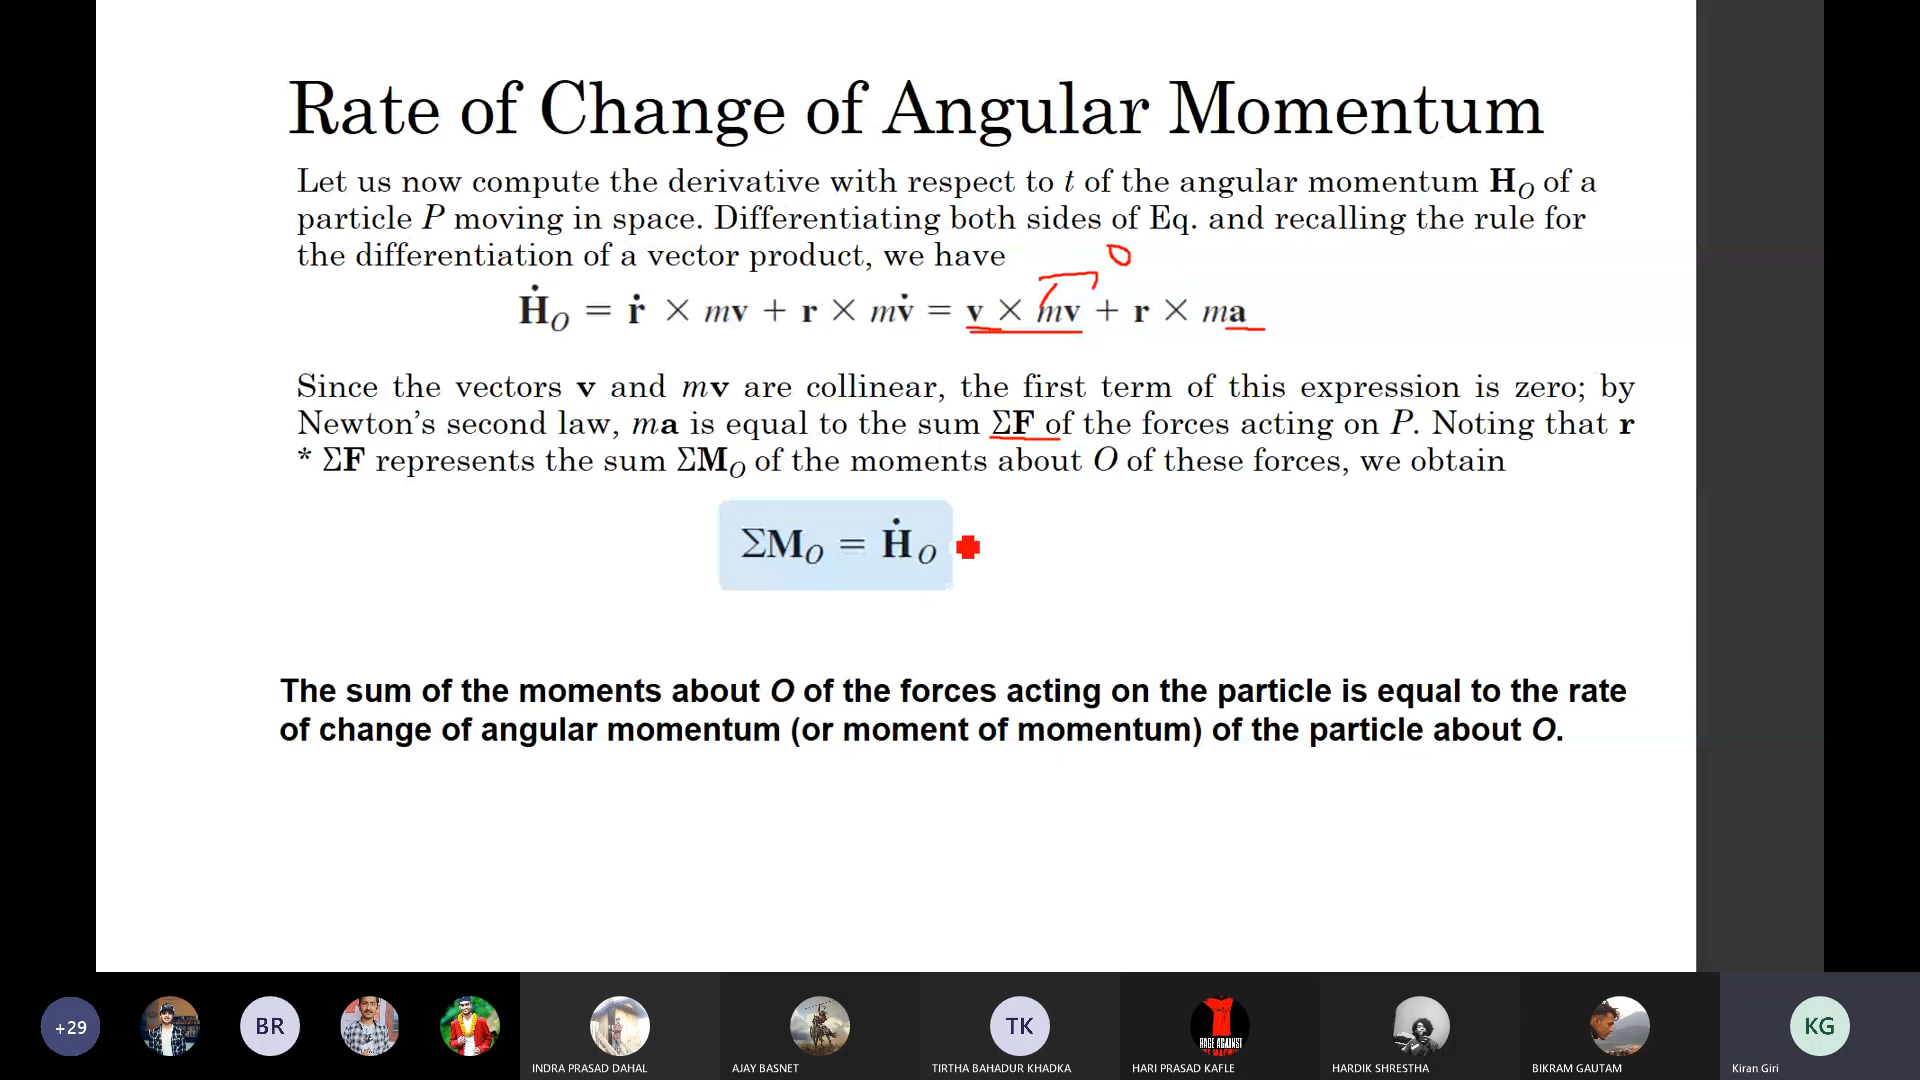 Rate of Change of Angular Momentum
Let us now compute the derivative with respect to t of the angular momentum H_O of a
particle P moving in space. Differentiating both sides of Eq. and recalling the rule for
the differentiation of a vector product, we have
0
Ḣ_O = ṙ × mv + r × mv̇ = v × mv + r × ma
Since the vectors v and mv are collinear, the first term of this expression is zero; by
Newton's second law, ma is equal to the sum ΣF of the forces acting on P. Noting that r
* ΣF represents the sum ΣM_O of the moments about O of these forces, we obtain
ΣM_O = Ḣ_O
The sum of the moments about O of the forces acting on the particle is equal to the rate
of change of angular momentum (or moment of momentum) of the particle about O.
+29
BR
TK
RAGE AGAINST
KG
INDRA PRASAD DAHAL
AJAY BASNET
TIRTHA BAHADUR KHADKA
HARI PRASAD KAFLE
HARDIK SHRESTHA
BIKRAM GAUTAM
Kiran Giri